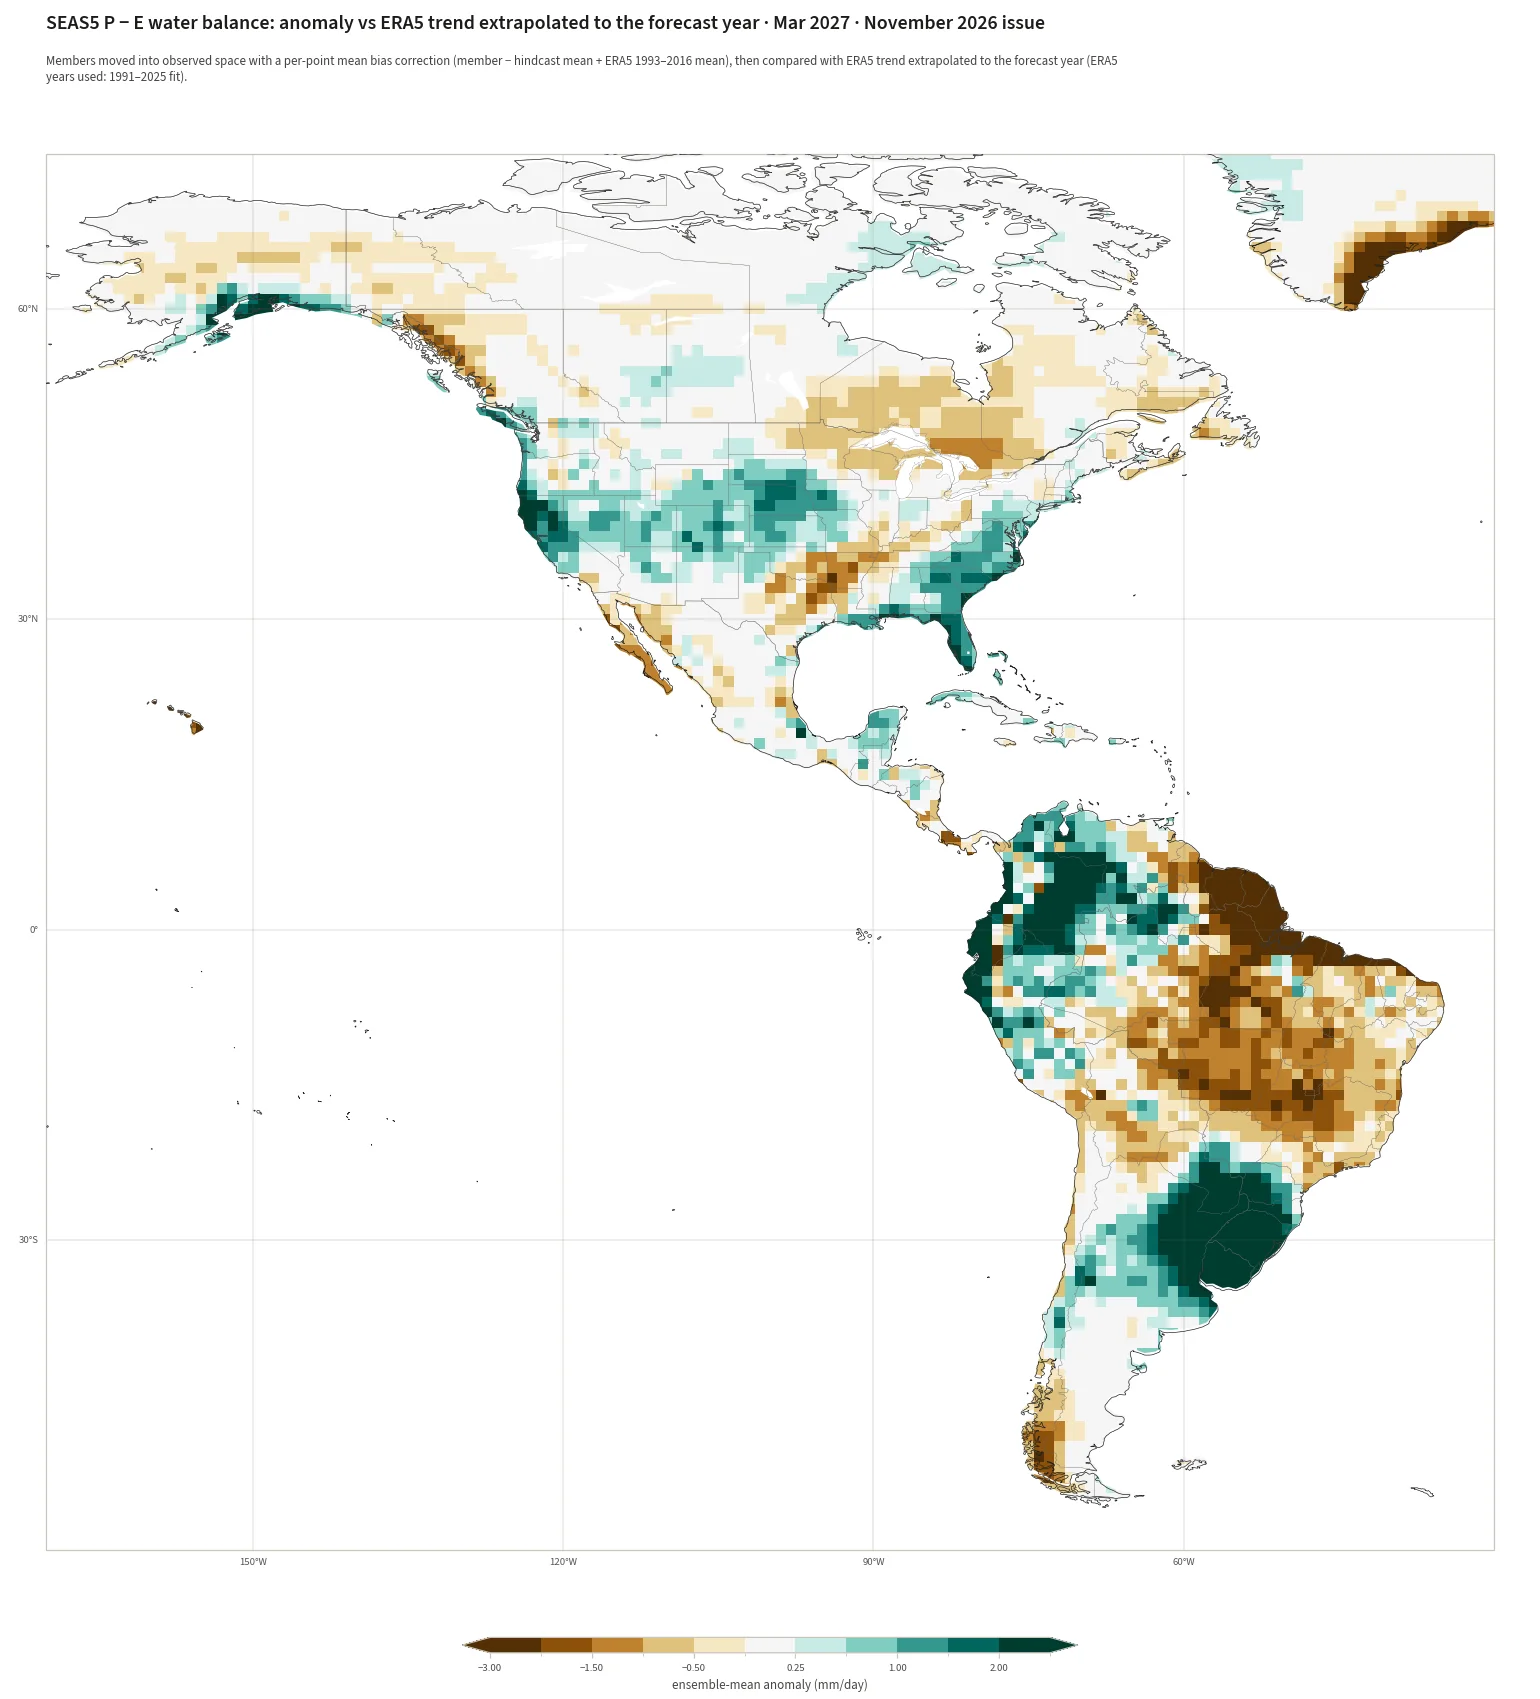 SEAS5 P − E water balance: anomaly vs ERA5 trend extrapolated to the forecast year · Mar 2027 · November 2026 issue
Members moved into observed space with a per-point mean bias correction (member − hindcast mean + ERA5 1993–2016 mean), then compared with ERA5 trend extrapolated to the forecast year (ERA5
years used: 1991–2025 fit).
60°N
30°N
0°
30°S
150°W
120°W
90°W
60°W
−3.00
−1.50
−0.50
0.25
1.00
2.00
ensemble-mean anomaly (mm/day)